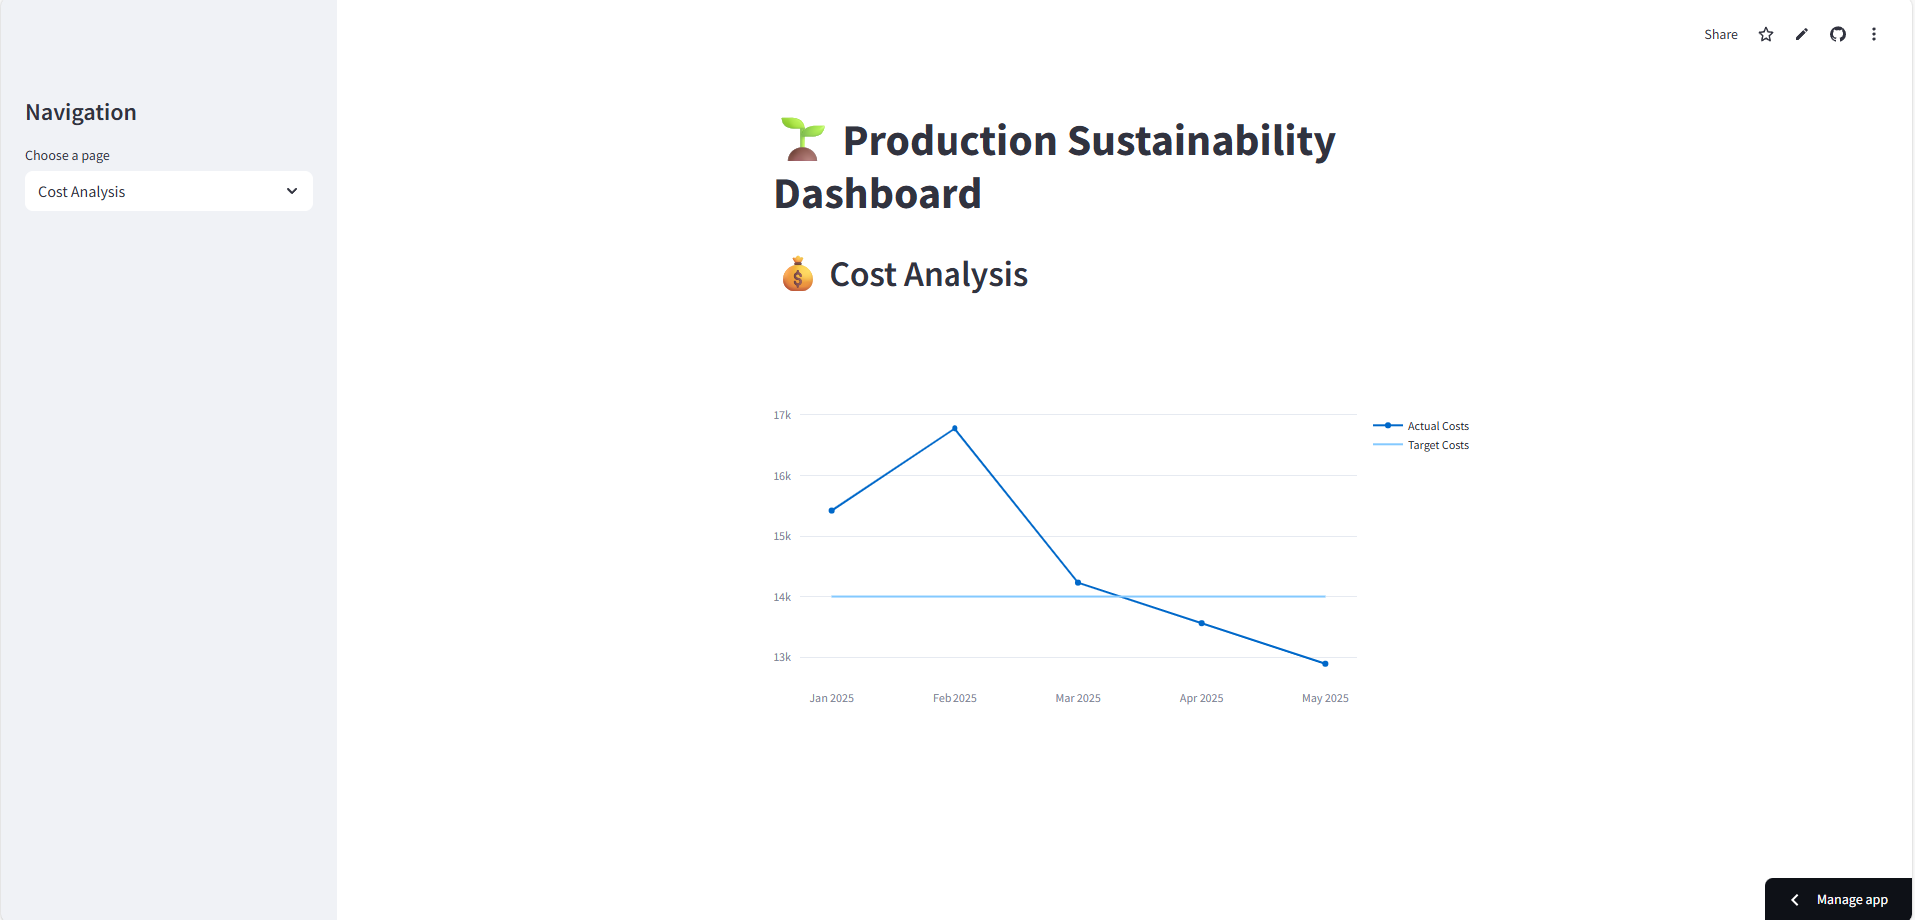 Share
Navigation
Choose a page
Cost Analysis
Production Sustainability
Dashboard
Cost Analysis
17k
16k
15k
14k
13k
Jan 2025
Feb 2025
Mar 2025
Apr 2025
May 2025
Actual Costs
Target Costs
Manage app